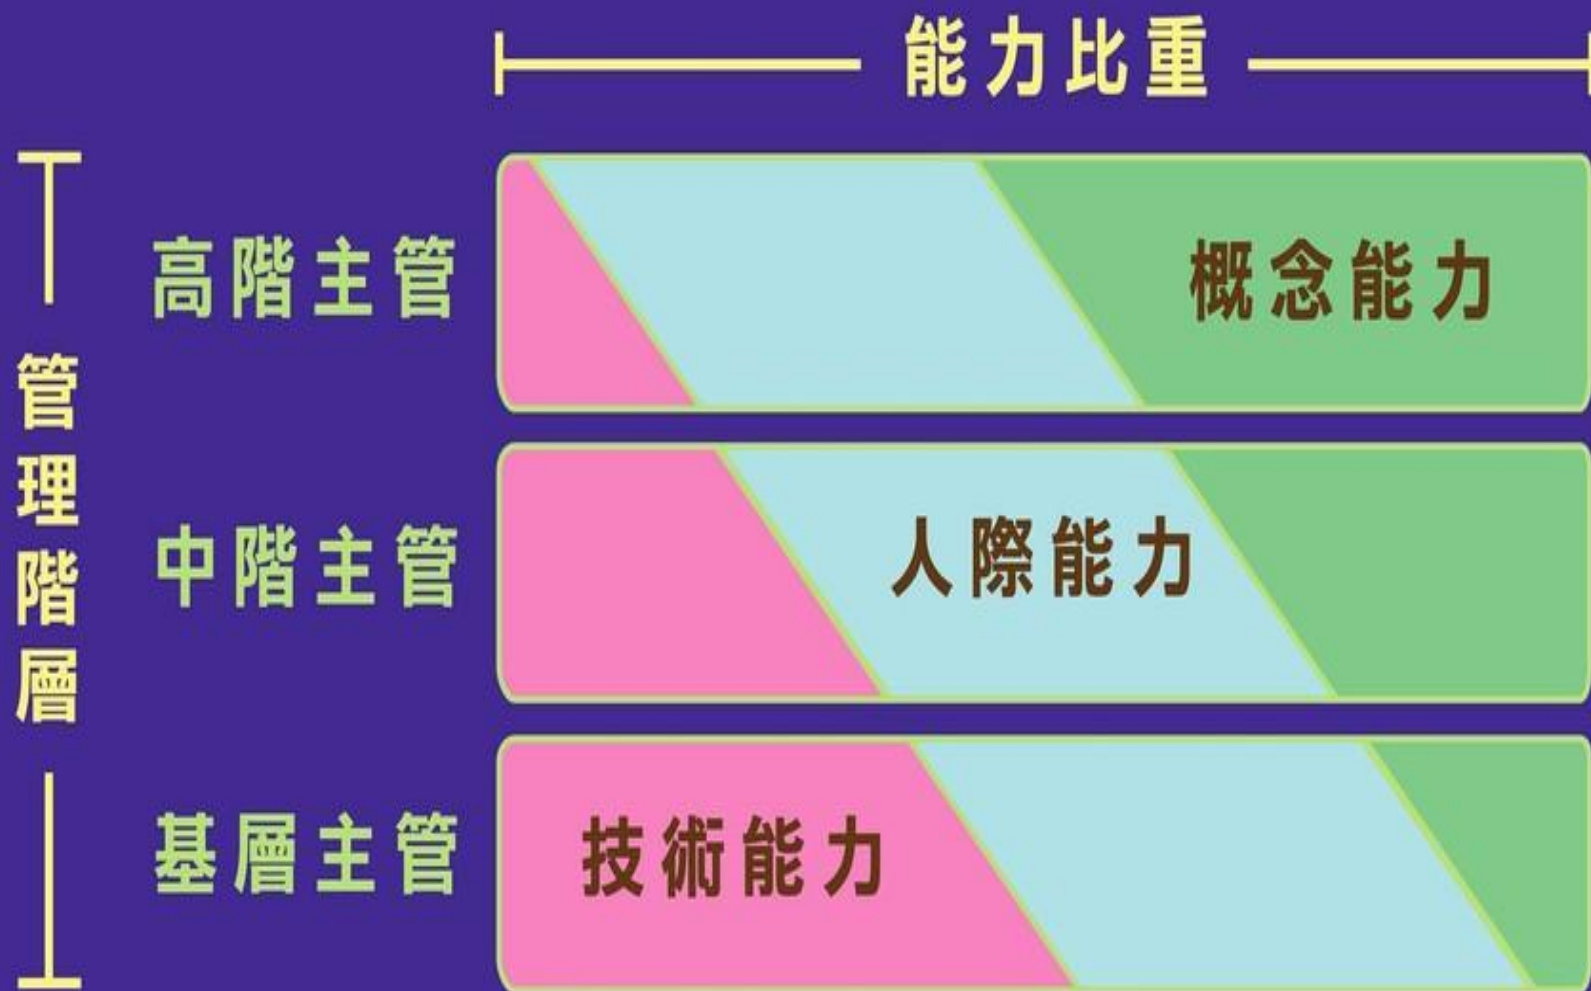 能力比重
管理階層
高階主管
概念能力
中階主管
人際能力
基層主管
技術能力